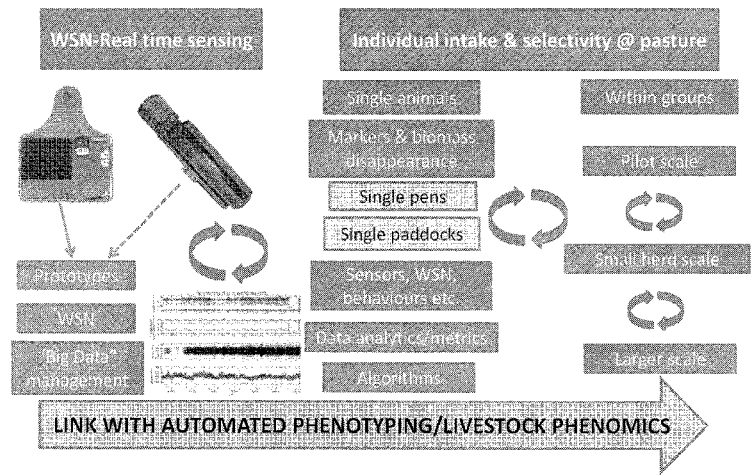 WSN-Real time sensing
Individual intake & selectivity @ pasture
Prototypes
WSN
"Big Data"
management
Single animals
Markers & biomass
disappearance
Single pens
Single paddocks
Sensors, WSN,
behaviours etc
Data analytics/metrics
Algorithms
Within groups
Pilot scale
Small herd scale
Larger scale
LINK WITH AUTOMATED PHENOTYPING/LIVESTOCK PHENOMICS